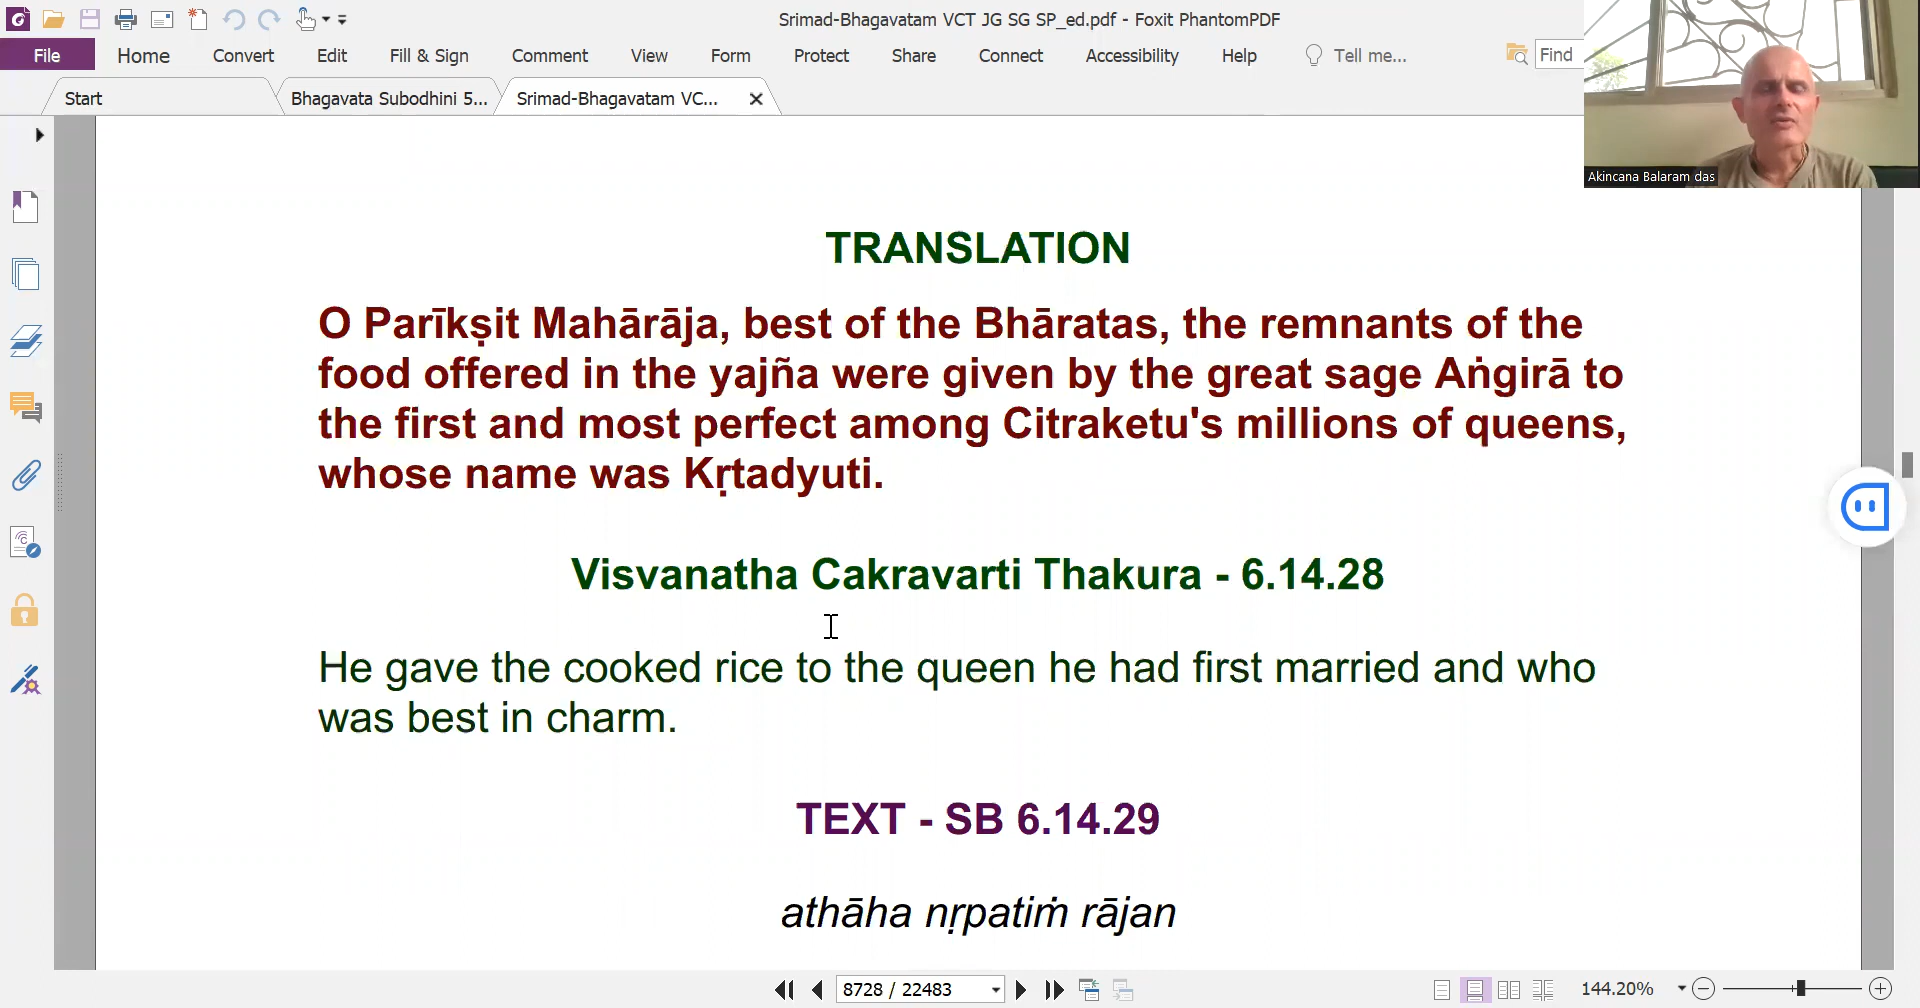 Srimad-Bhagavatam VCT JG SG SP_ed.pdf - Foxit PhantomPDF
File Home Convert Edit Fill & Sign Comment View Form Protect Share Connect Accessibility Help Tell me... Find
Start Bhagavata Subodhini 5... Srimad-Bhagavatam VC...
Akincana Balaram das
TRANSLATION
O Parīkṣit Mahārāja, best of the Bhāratas, the remnants of the
food offered in the yajña were given by the great sage Aṅgirā to
the first and most perfect among Citraketu's millions of queens,
whose name was Kṛtadyuti.
Visvanatha Cakravarti Thakura - 6.14.28
He gave the cooked rice to the queen he had first married and who
was best in charm.
TEXT - SB 6.14.29
athāha nṛpatiṁ rājan
8728 / 22483
144.20%